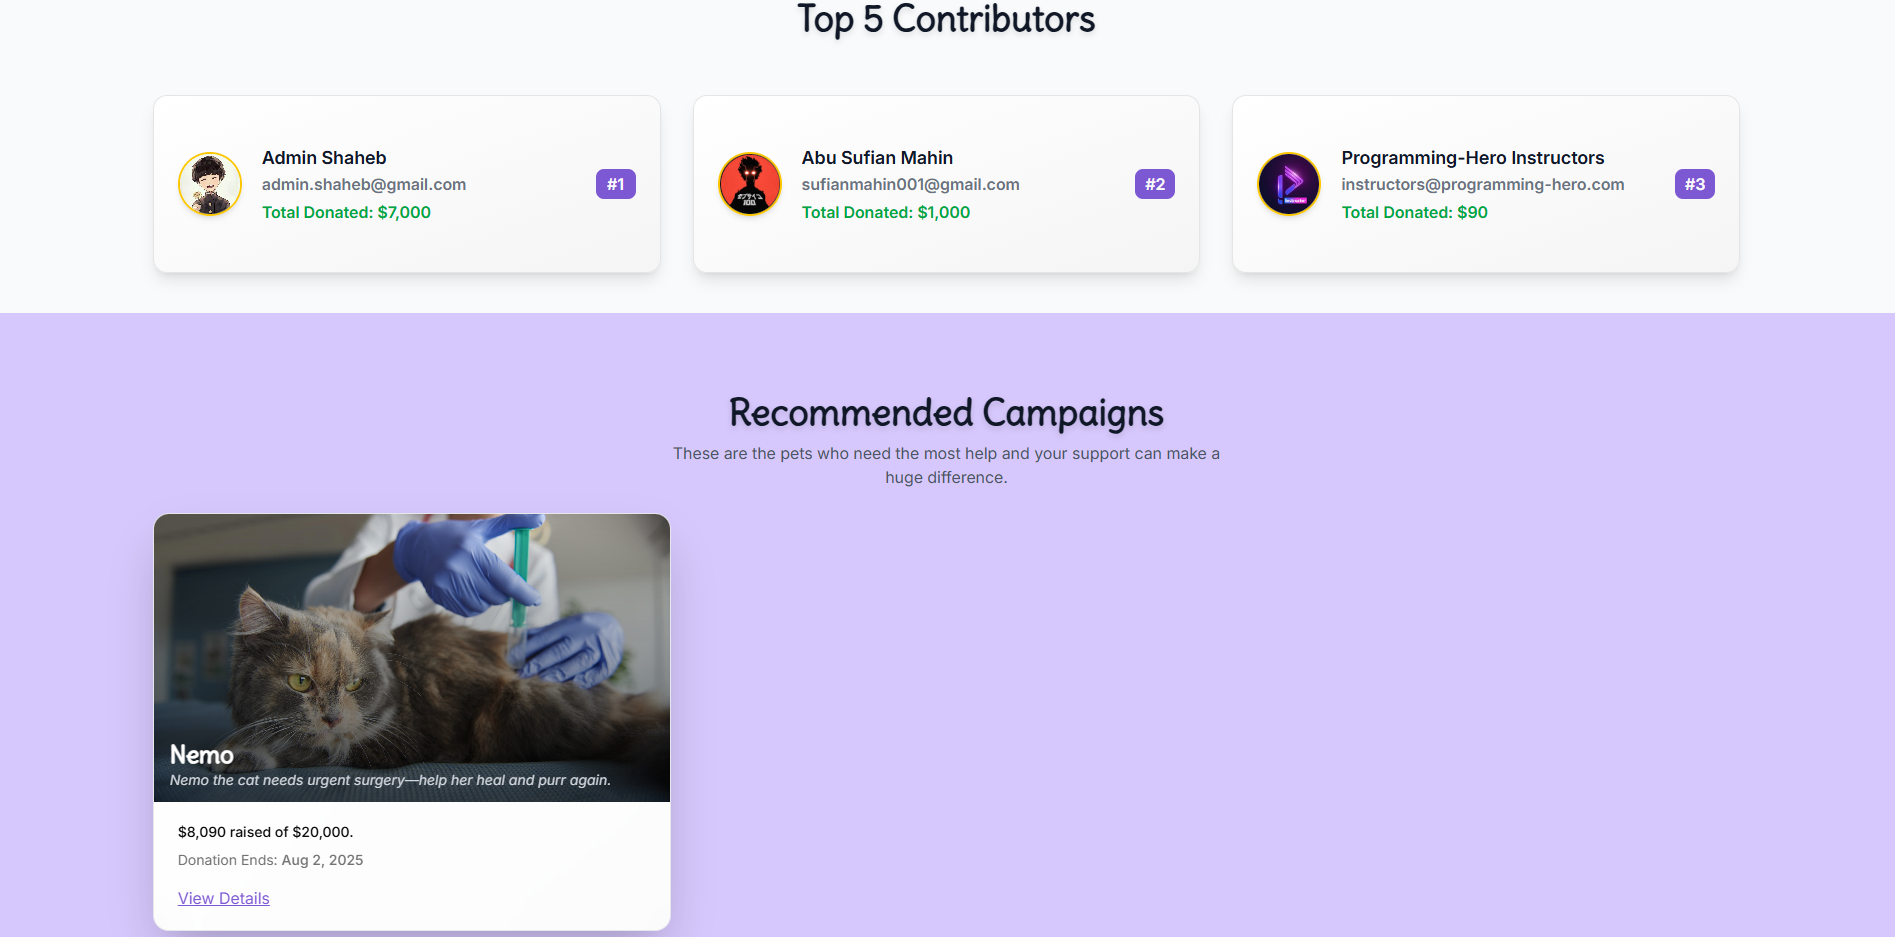 Top 5 Contributors
Admin Shaheb
admin.shaheb@gmail.com
Total Donated: $7,000
#1
Abu Sufian Mahin
sufianmahin001@gmail.com
Total Donated: $1,000
#2
Programming-Hero Instructors
instructors@programming-hero.com
Total Donated: $90
#3
Recommended Campaigns
These are the pets who need the most help and your support can make a
huge difference.
Nemo
Nemo the cat needs urgent surgery—help her heal and purr again.
$8,090 raised of $20,000.
Donation Ends: Aug 2, 2025
View Details